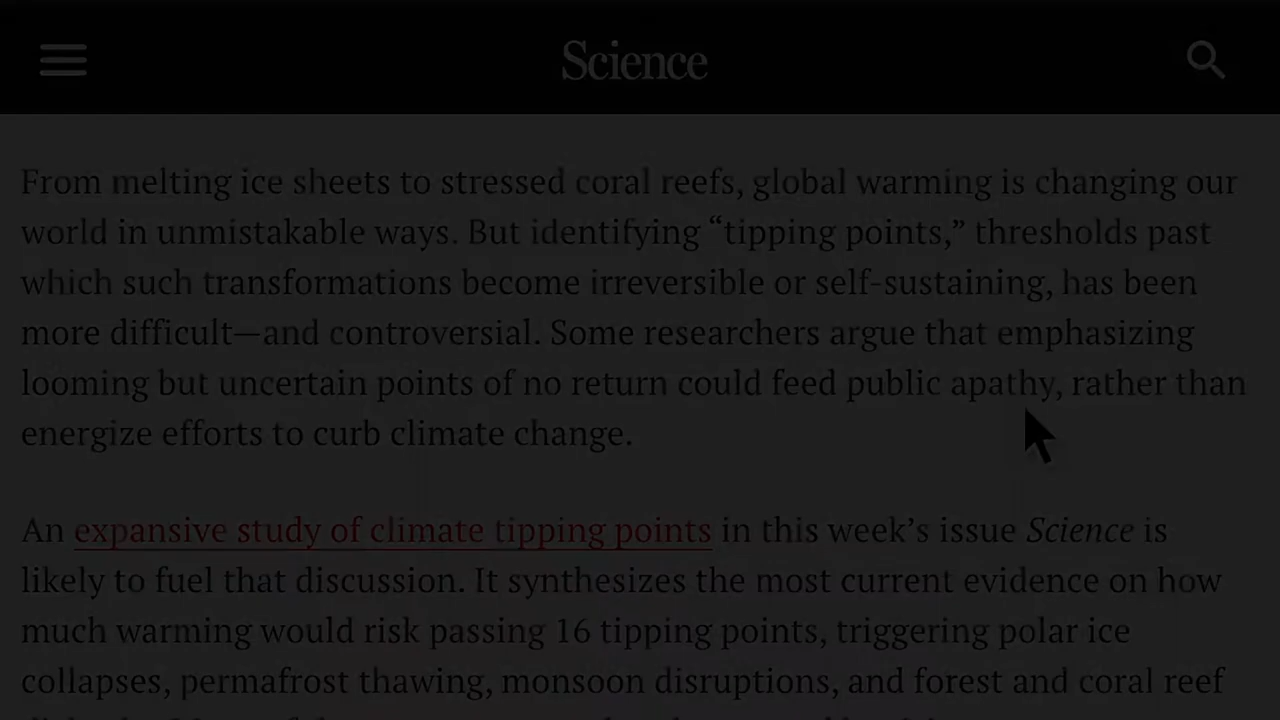 Science
From melting ice sheets to stressed coral reefs, global warming is changing our
world in unmistakable ways. But identifying “tipping points,” thresholds past
which such transformations become irreversible or self-sustaining, has been
more difficult—and controversial. Some researchers argue that emphasizing
looming but uncertain points of no return could feed public apathy, rather than
energize efforts to curb climate change.
An expansive study of climate tipping points in this week’s issue Science is
likely to fuel that discussion. It synthesizes the most current evidence on how
much warming would risk passing 16 tipping points, triggering polar ice
collapses, permafrost thawing, monsoon disruptions, and forest and coral reef